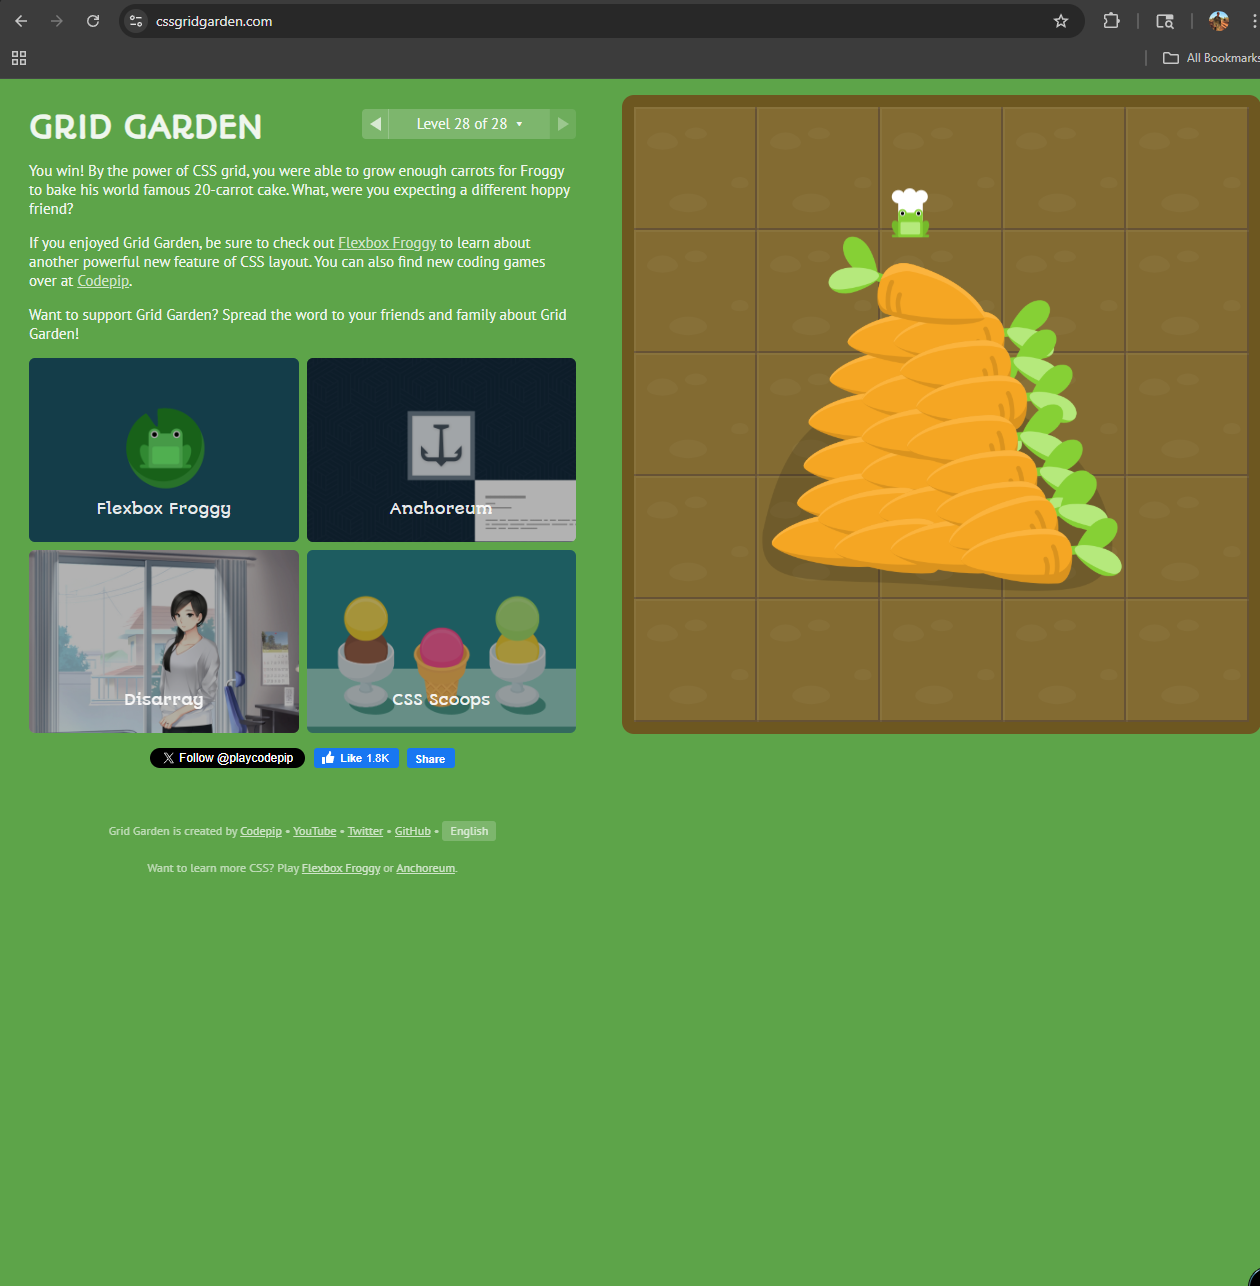 cssgridgarden.com
All Bookmarks
GRID GARDEN
Level 28 of 28
You win! By the power of CSS grid, you were able to grow enough carrots for Froggy
to bake his world famous 20-carrot cake. What, were you expecting a different hoppy
friend?
If you enjoyed Grid Garden, be sure to check out Flexbox Froggy to learn about
another powerful new feature of CSS layout. You can also find new coding games
over at Codepip.
Want to support Grid Garden? Spread the word to your friends and family about Grid
Garden!
Flexbox Froggy
Anchoreum
Disarray
CSS Scoops
Follow @playcodepip
Like 1.8K
Share
Grid Garden is created by Codepip • YouTube • Twitter • GitHub • English
Want to learn more CSS? Play Flexbox Froggy or Anchoreum.